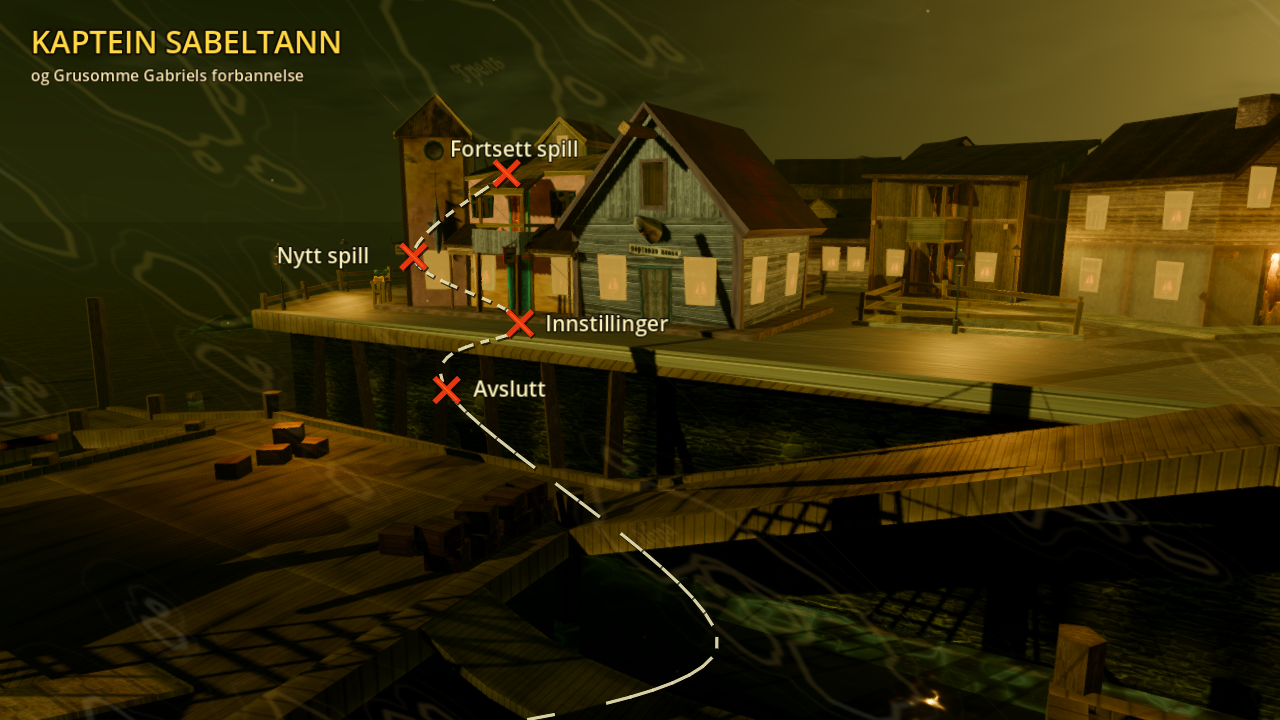 KAPTEIN SABELTANN
og Grusomme Gabriels forbannelse
Fortsett spill
Nytt spill
Innstillinger
Avslutt